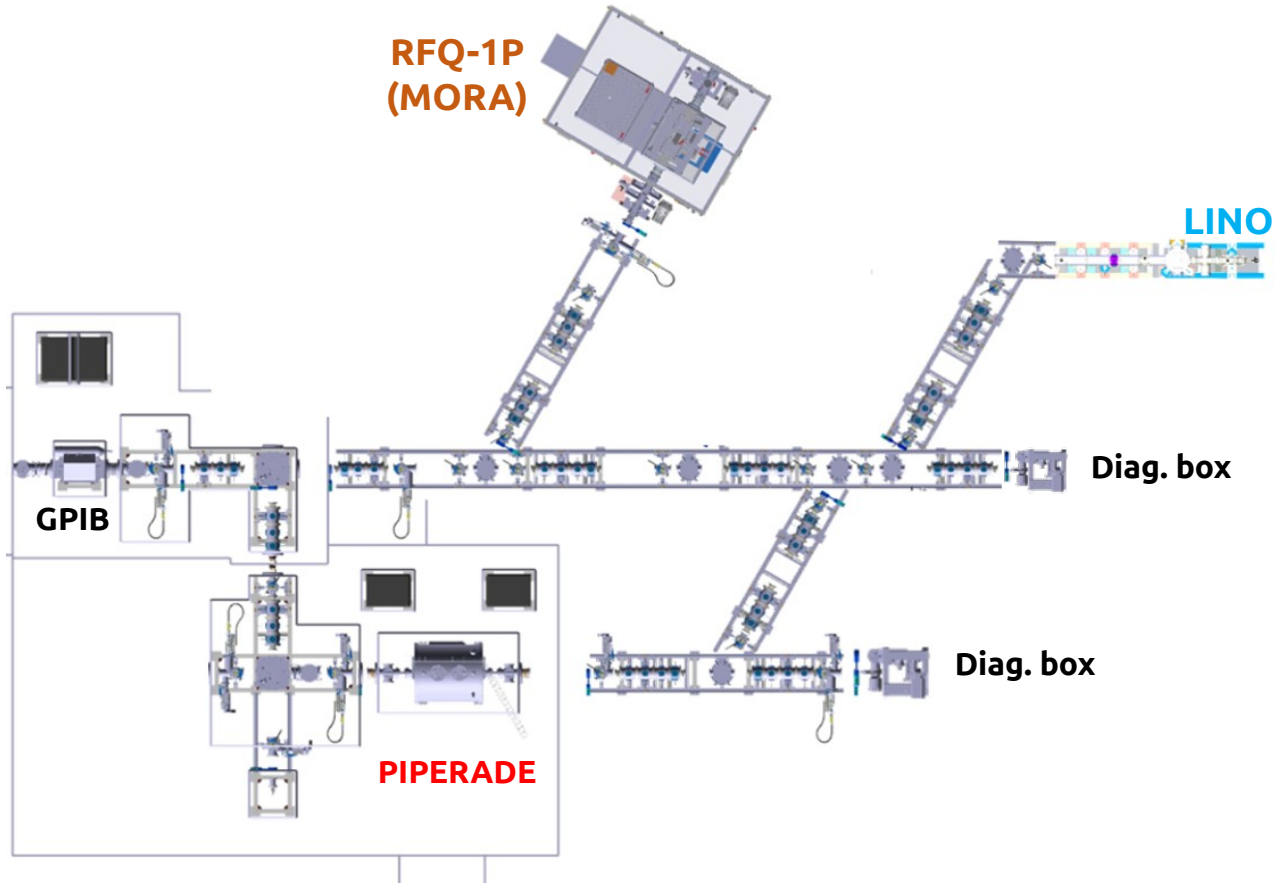 RFQ-1P
(MORA)
LINO
Diag. box
GPIB
Diag. box
PIPERADE